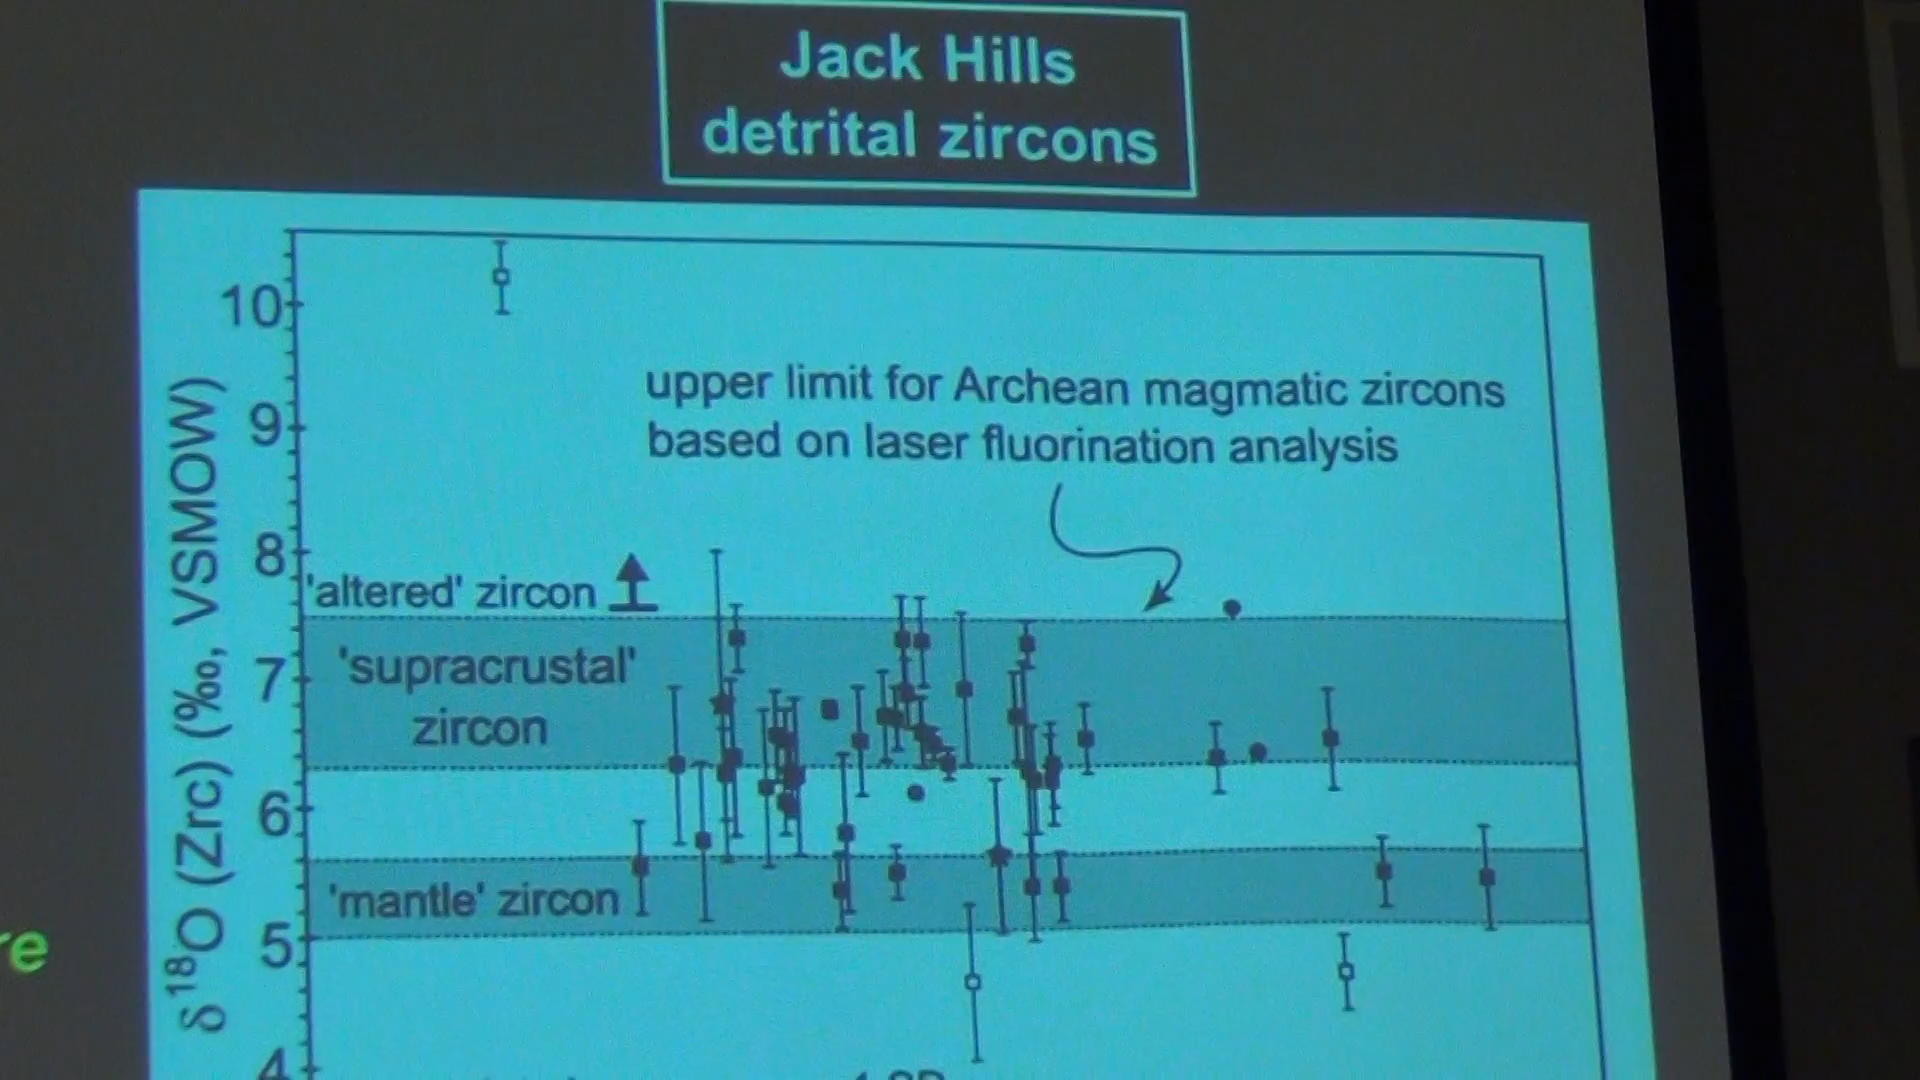 Jack Hills
detrital zircons
10
9
8
7
6
5
4
δ¹⁸O (Zrc) (‰, VSMOW)
upper limit for Archean magmatic zircons
based on laser fluorination analysis
'altered' zircon
'supracrustal'
zircon
'mantle' zircon
re